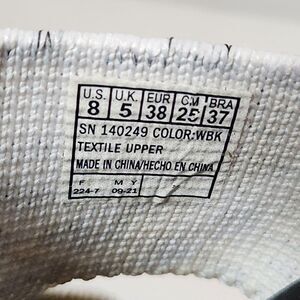 U.S. U.K. EUR C.M BRA
8 5 38 25 37
SN 140249 COLOR:WBK
TEXTILE UPPER
MADE IN CHINA/HECHO EN CHINA
F M Y
224-7 09-21